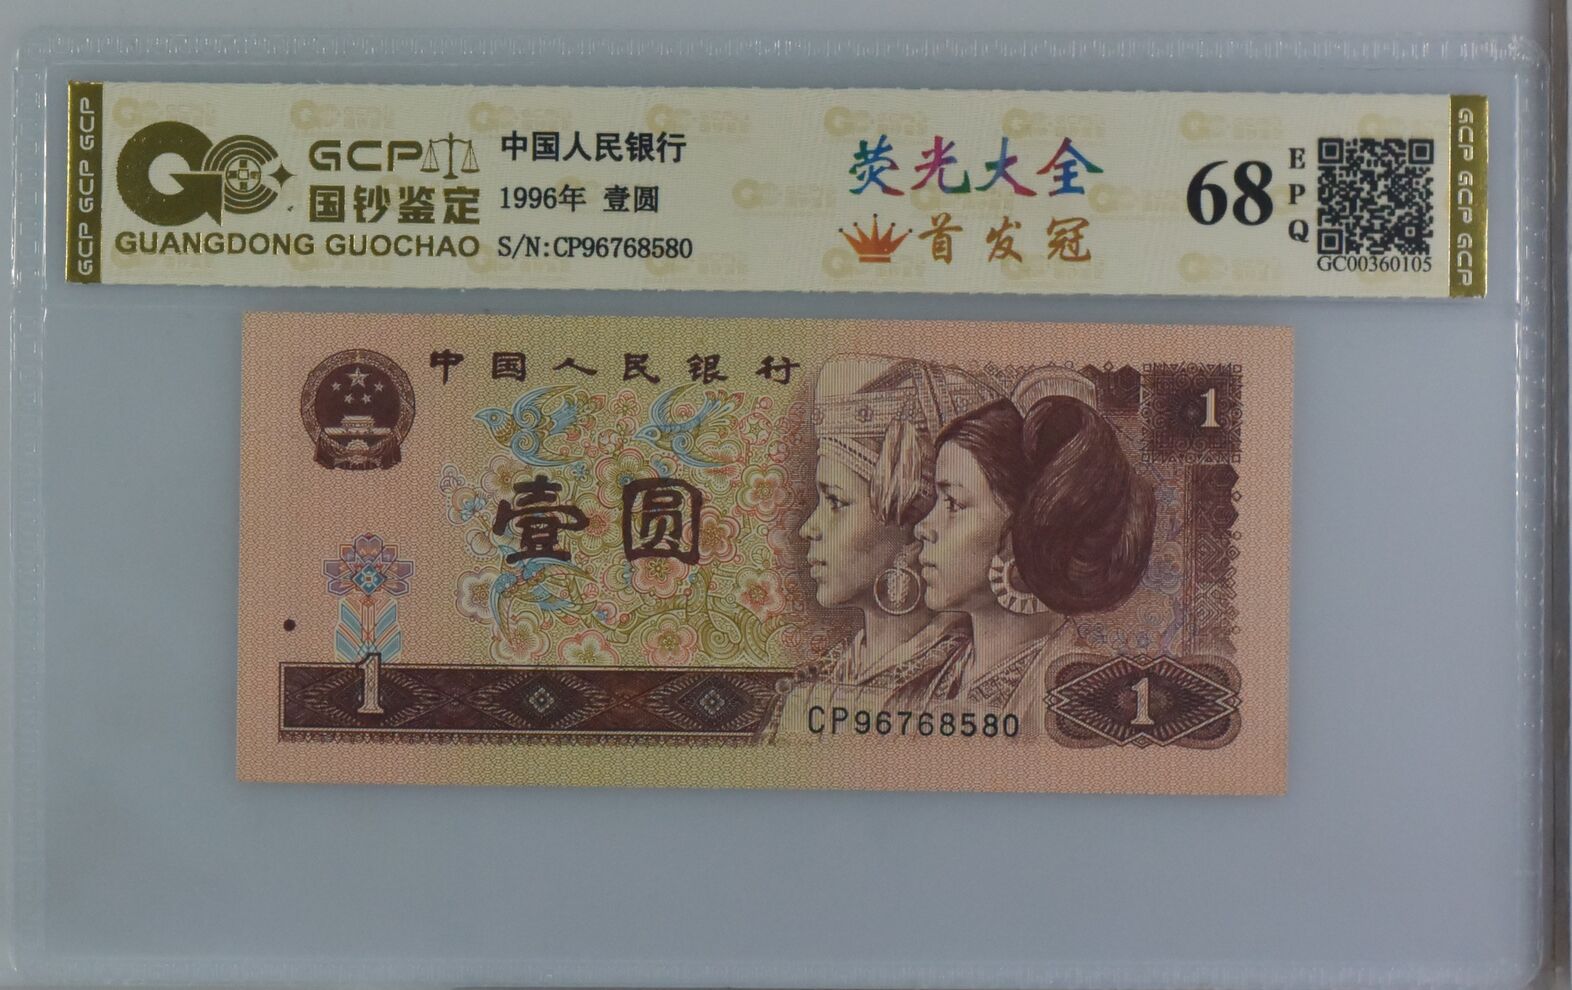 GCP GCP GCP
GCP
国钞鉴定
GUANGDONG GUOCHAO
中国人民银行
1996年 壹圆
S/N:CP96768580
荧光大全
首发冠
68
EPQ
GC00360105
GCP GCP GCP
中国人民银行
1
壹圆
1
CP96768580
1